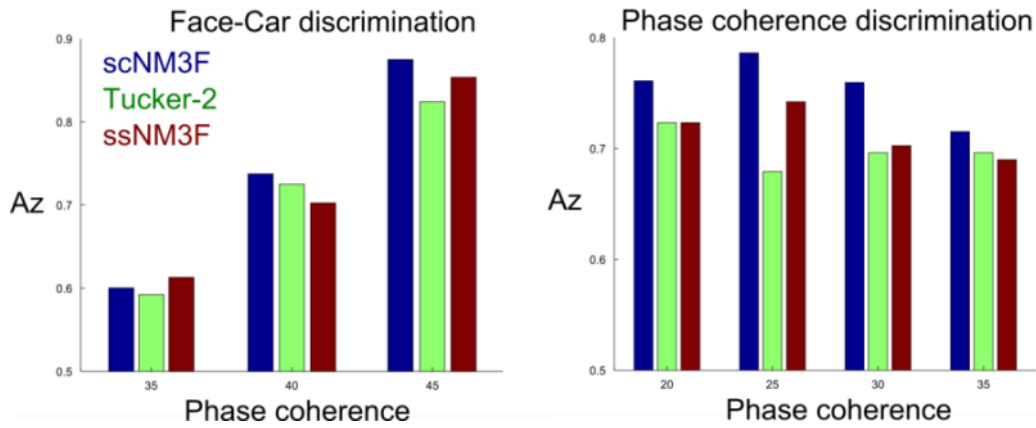 Face-Car discrimination
0.9
scNM3F
Tucker-2
ssNM3F
0.8
Az
0.7
0.6
0.5
35 40 45
Phase coherence
Phase coherence discrimination
0.8
0.7
Az
0.6
0.5
20 25 30 35
Phase coherence